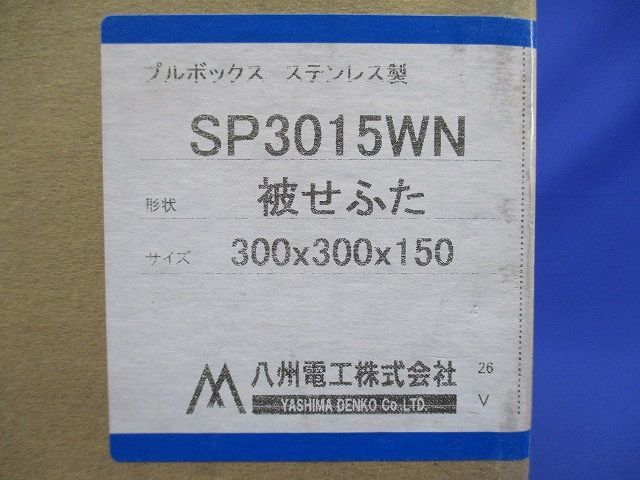 プルボックス ステンレス製
SP3015WN
形状 被せふた
サイズ 300x300x150
八州電工株式会社 26
YASHIMA DENKO Co.LTD. V